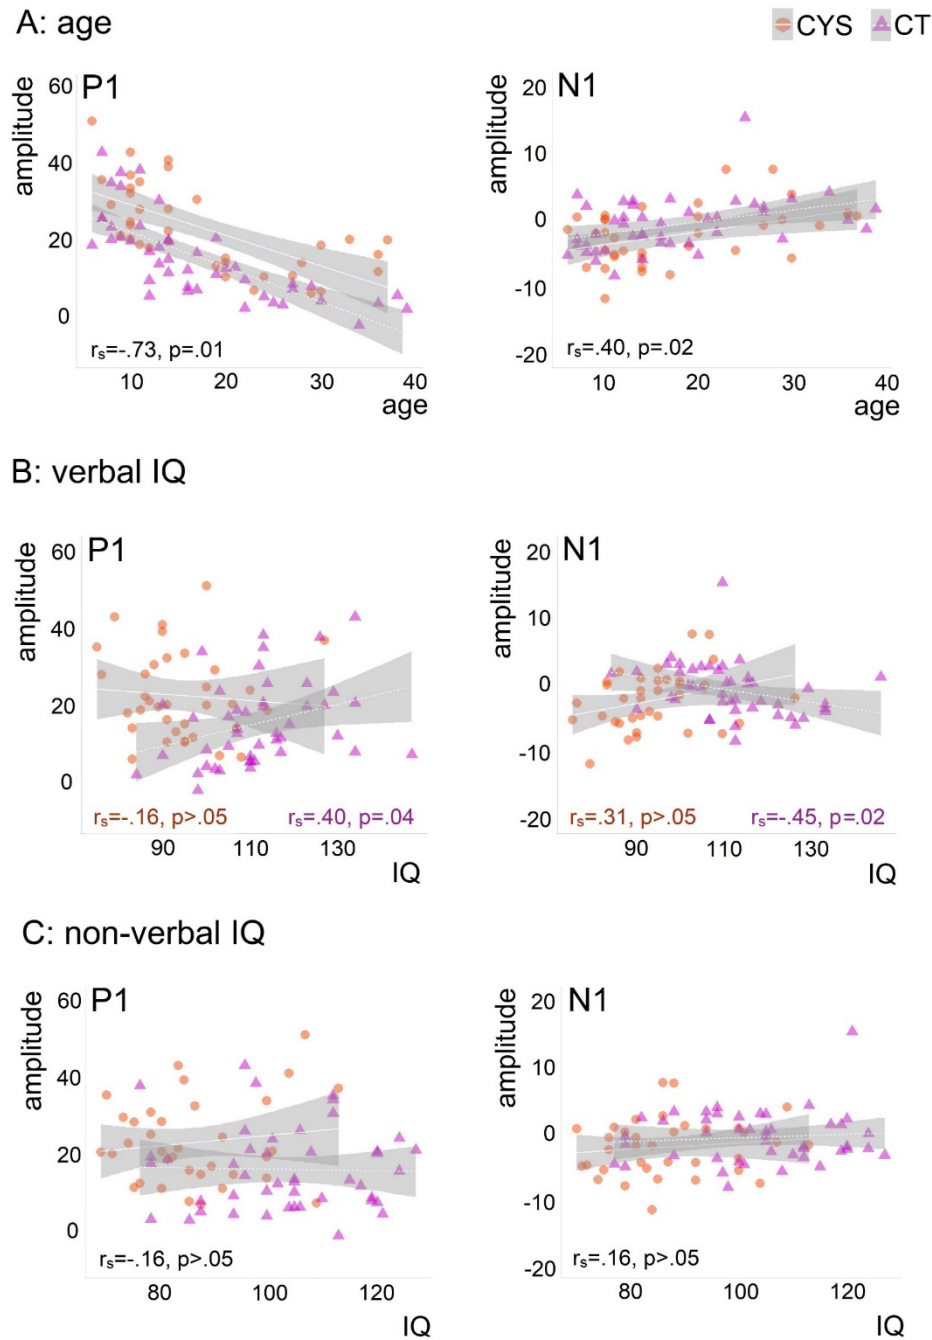 A: age
CYS CT
P1
amplitude
60
40
20
0
rs=-.73, p=.01
10 20 30 40
age
N1
amplitude
20
10
0
-10
-20
rs=.40, p=.02
10 20 30 40
age
B: verbal IQ
P1
amplitude
60
40
20
0
rs=-.16, p>.05 rs=.40, p=.04
90 110 130
IQ
N1
amplitude
20
10
0
-10
-20
rs=.31, p>.05 rs=-.45, p=.02
90 110 130
IQ
C: non-verbal IQ
P1
amplitude
60
40
20
0
rs=-.16, p>.05
80 100 120
IQ
N1
amplitude
20
10
0
-10
-20
rs=.16, p>.05
80 100 120
IQ